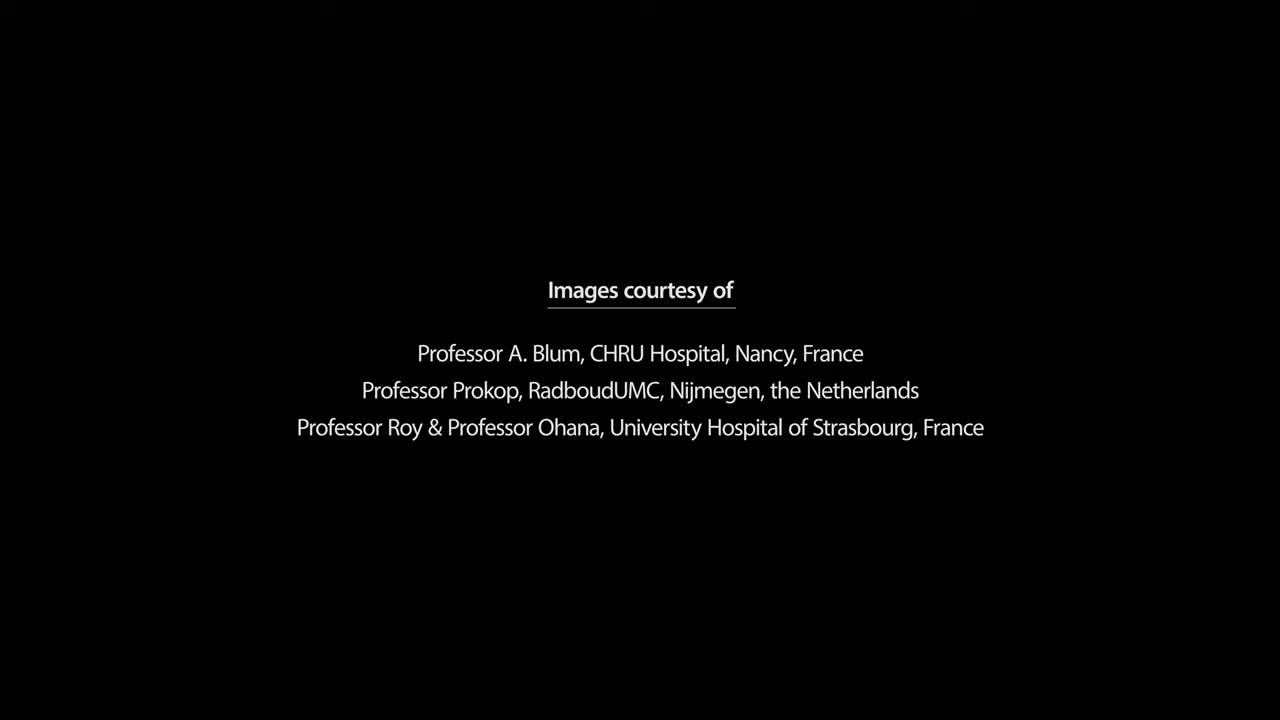 Images courtesy of
Professor A. Blum, CHRU Hospital, Nancy, France
Professor Prokop, RadboudUMC, Nijmegen, the Netherlands
Professor Roy & Professor Ohana, University Hospital of Strasbourg, France